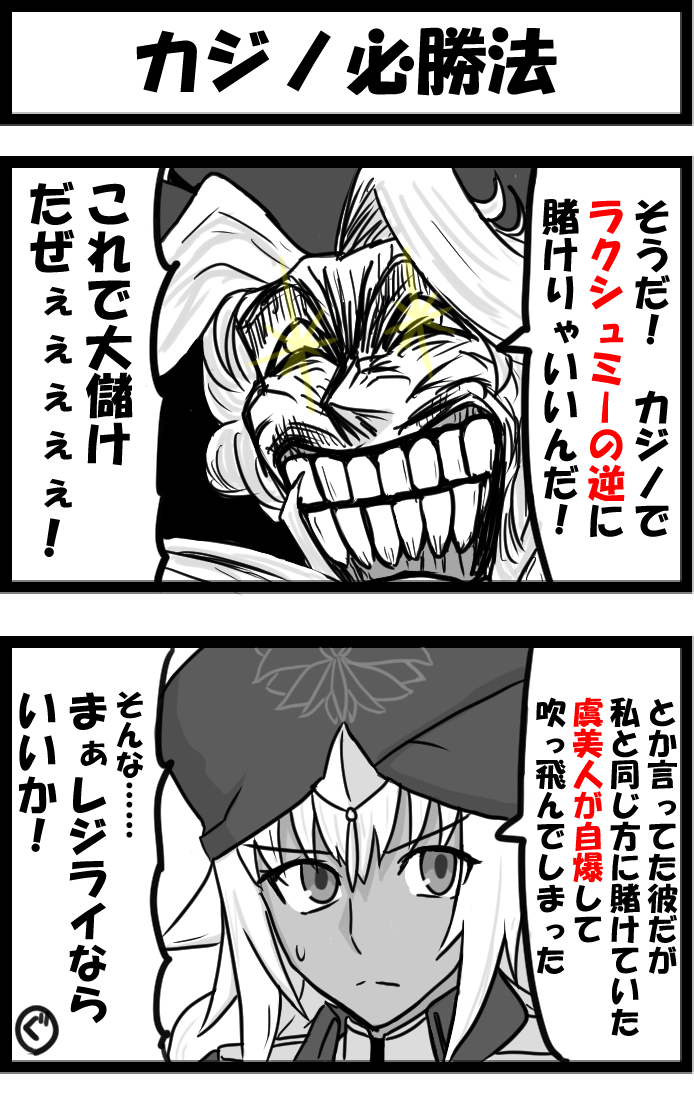 カジノ必勝法
そうだ！　カジノで
ラクシュミーの逆に
賭けりゃいいんだ！
これで大儲け
だぜぇぇぇぇぇ！
とか言ってた彼だが
私と同じ方に賭けていた
虞美人が自爆して
吹っ飛んでしまった
そんな……
まぁレジライなら
いいか！
ぐ